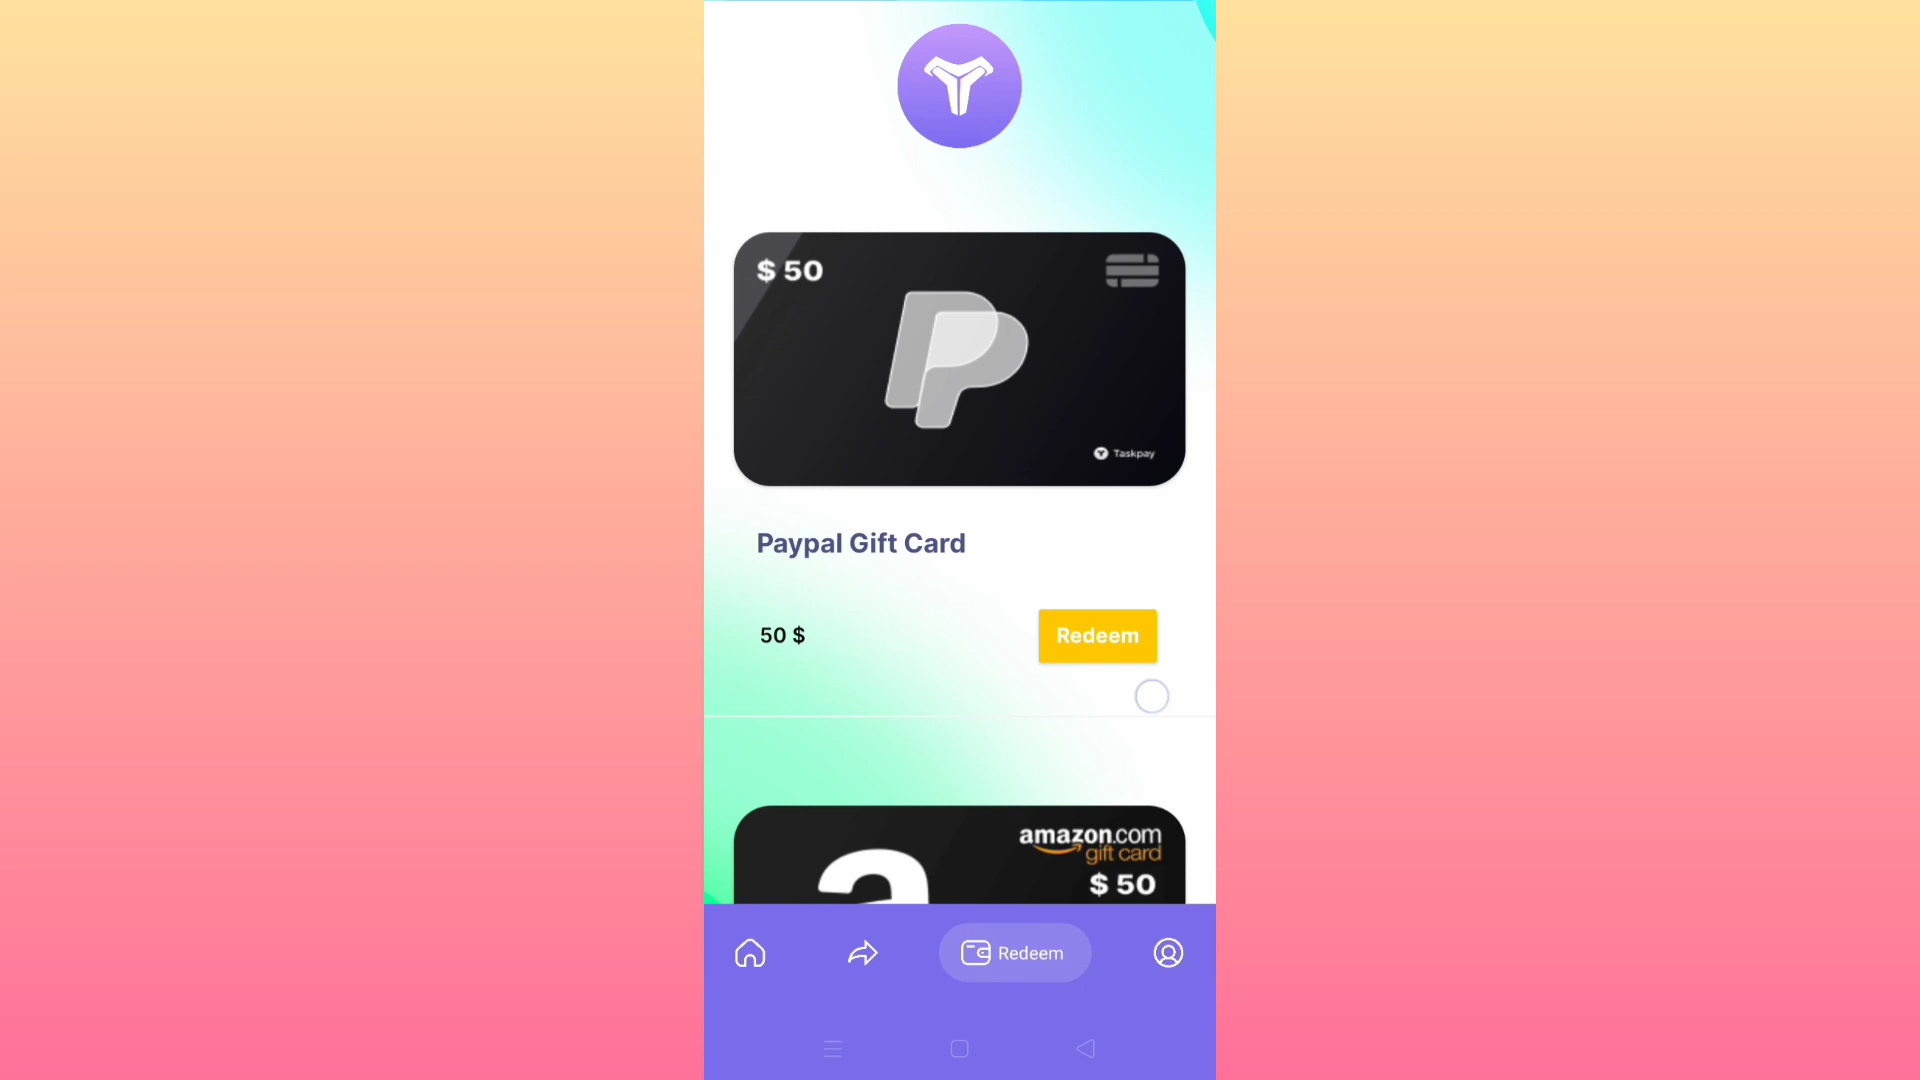 $ 50
Taskpay
Paypal Gift Card
50 $
Redeem
amazon.com
gift card
$ 50
Redeem